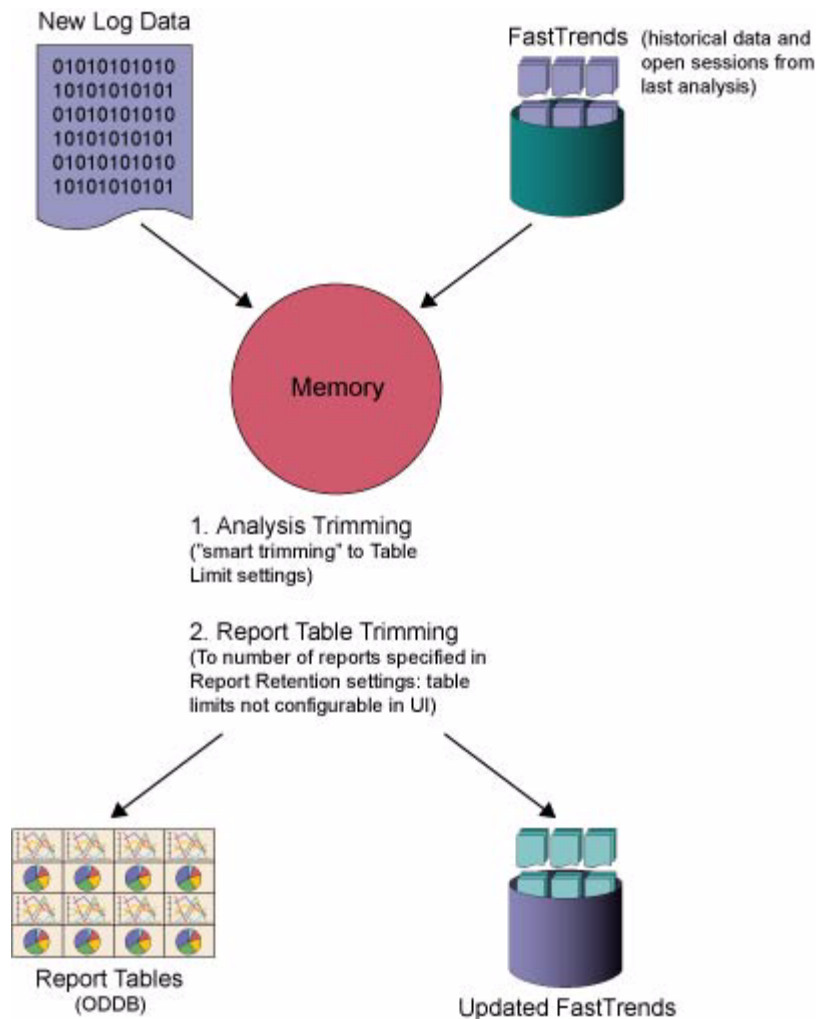 New Log Data
01010101010
10101010101
01010101010
10101010101
01010101010
10101010101
FastTrends (historical data and
open sessions from
last analysis)
Memory
1. Analysis Trimming
("smart trimming" to Table
Limit settings)
2. Report Table Trimming
(To number of reports specified in
Report Retention settings: table
limits not configurable in UI)
Report Tables
(ODDB)
Updated FastTrends